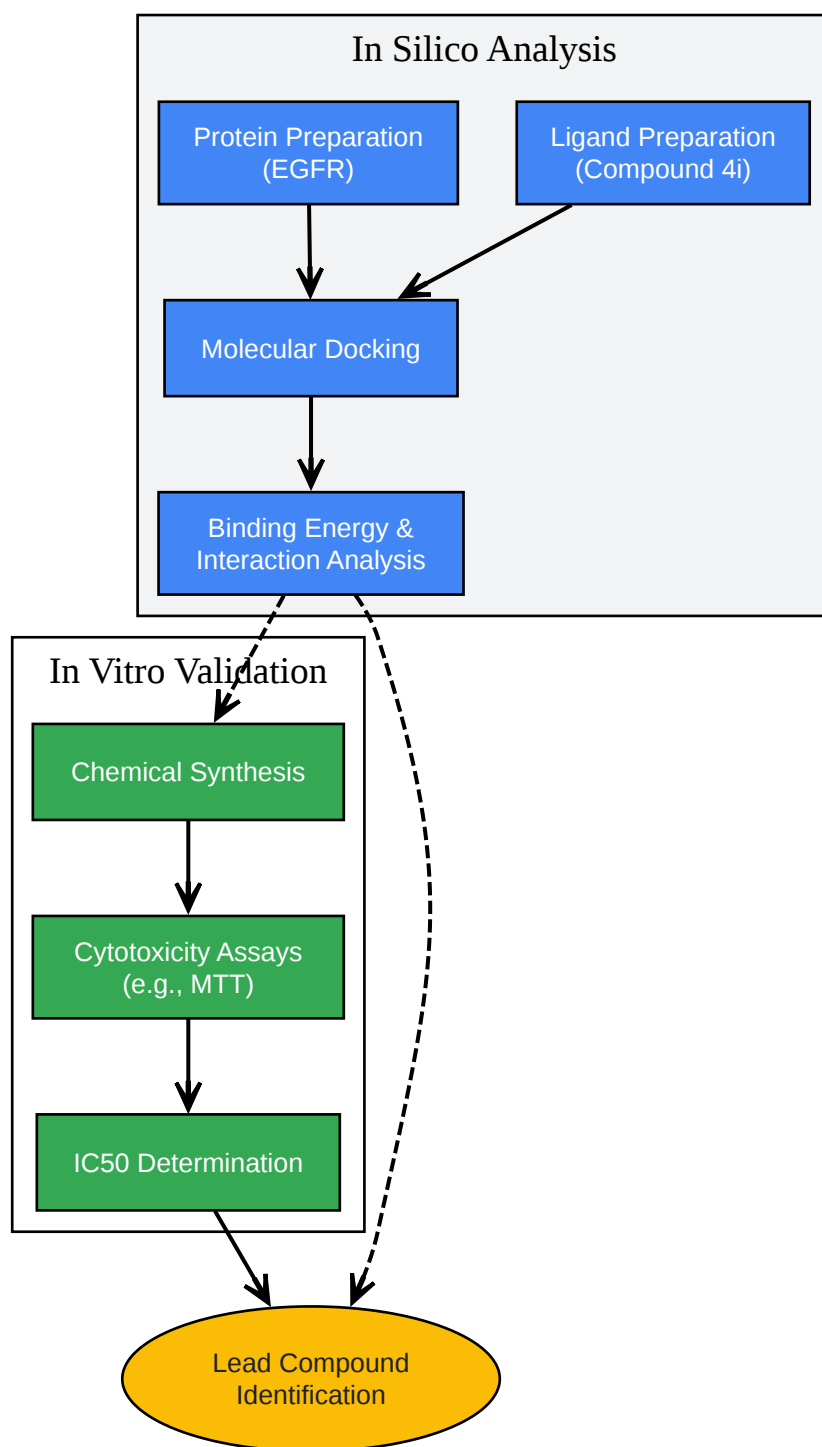 In Silico Analysis
Protein Preparation
(EGFR)
Ligand Preparation
(Compound 4i)
Molecular Docking
Binding Energy &
Interaction Analysis
In Vitro Validation
Chemical Synthesis
Cytotoxicity Assays
(e.g., MTT)
IC50 Determination
Lead Compound
Identification